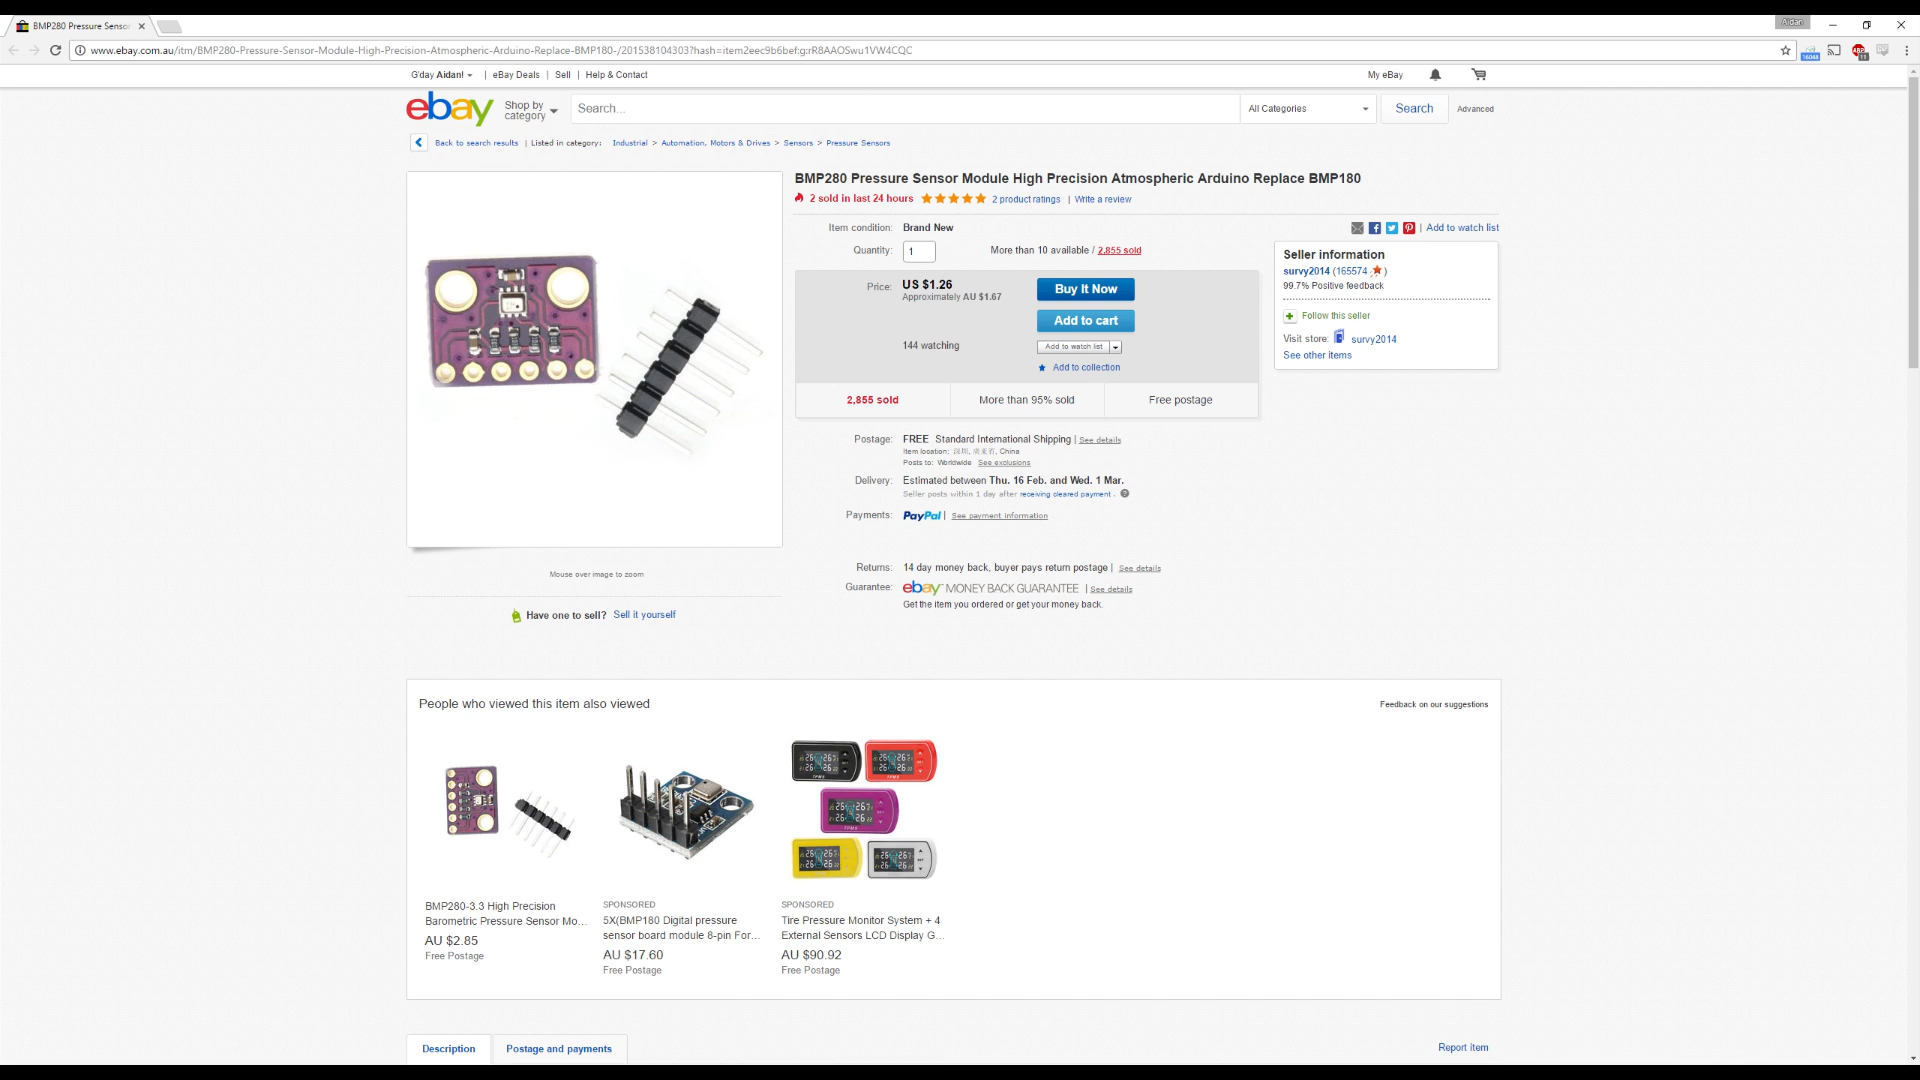 BMP280 Pressure Sensor
Aidan
www.ebay.com.au/itm/BMP280-Pressure-Sensor-Module-High-Precision-Atmospheric-Arduino-Replace-BMP180-/201538104303?hash=item2eec9b6bef:g:rR8AAOSwu1VW4CQC
G'day Aidan! | eBay Deals | Sell | Help & Contact
My eBay
ebay
Shop by category
Search...
All Categories
Search
Advanced
Back to search results | Listed in category: Industrial > Automation, Motors & Drives > Sensors > Pressure Sensors
BMP280 Pressure Sensor Module High Precision Atmospheric Arduino Replace BMP180
2 sold in last 24 hours
2 product ratings | Write a review
Item condition: Brand New
| Add to watch list
Quantity: 1
More than 10 available / 2,855 sold
Price: US $1.26
Approximately AU $1.67
Buy It Now
Add to cart
144 watching
Add to watch list
Add to collection
2,855 sold
More than 95% sold
Free postage
Seller information
survy2014 (165574 )
99.7% Positive feedback
Follow this seller
Visit store: survy2014
See other items
Postage: FREE Standard International Shipping | See details
Item location: 深圳, 广东省, China
Posts to: Worldwide See exclusions
Delivery: Estimated between Thu. 16 Feb. and Wed. 1 Mar.
Seller posts within 1 day after receiving cleared payment .
Payments: PayPal | See payment information
Returns: 14 day money back, buyer pays return postage | See details
Guarantee: ebay MONEY BACK GUARANTEE | See details
Get the item you ordered or get your money back.
Mouse over image to zoom
Have one to sell? Sell it yourself
People who viewed this item also viewed
Feedback on our suggestions
BMP280-3.3 High Precision
Barometric Pressure Sensor Mo...
AU $2.85
Free Postage
SPONSORED
5X(BMP180 Digital pressure
sensor board module 8-pin For...
AU $17.60
Free Postage
SPONSORED
Tire Pressure Monitor System + 4
External Sensors LCD Display G...
AU $90.92
Free Postage
Description
Postage and payments
Report item